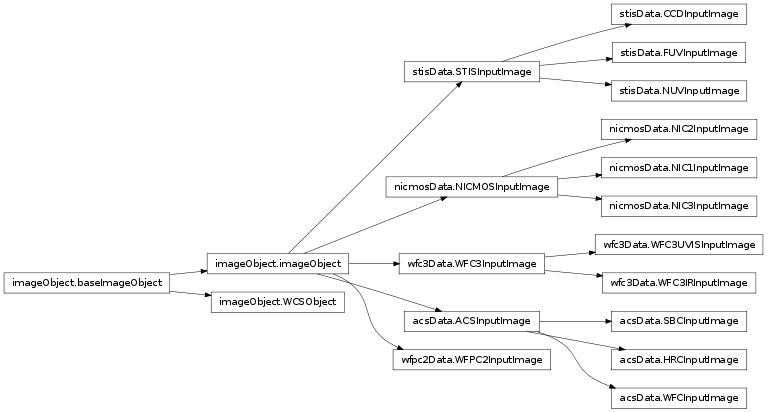 stisData.CCDInputImage
stisData.FUVInputImage
stisData.STISInputImage
stisData.NUVInputImage
nicmosData.NIC2InputImage
nicmosData.NIC1InputImage
nicmosData.NICMOSInputImage
nicmosData.NIC3InputImage
wfc3Data.WFC3UVISInputImage
imageObject.imageObject
wfc3Data.WFC3InputImage
imageObject.baseImageObject
wfc3Data.WFC3IRInputImage
imageObject.WCSObject
acsData.ACSInputImage
acsData.SBCInputImage
wfpc2Data.WFPC2InputImage
acsData.HRCInputImage
acsData.WFCInputImage